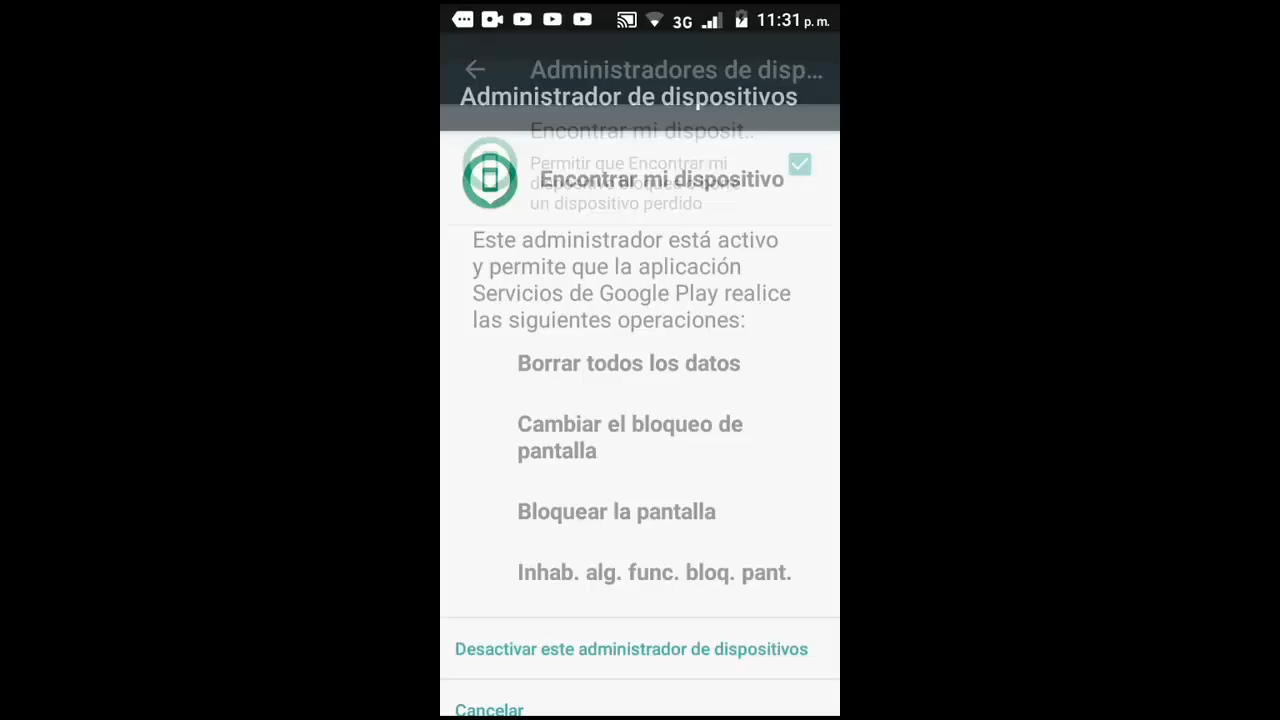 3G 11:31 p. m.
Administradores de disp...
Administrador de dispositivos
Encontrar mi disposit..
Permitir que Encontrar mi
Encontrar mi dispositivo
un dispositivo perdido
Este administrador está activo
y permite que la aplicación
Servicios de Google Play realice
las siguientes operaciones:
Borrar todos los datos
Cambiar el bloqueo de
pantalla
Bloquear la pantalla
Inhab. alg. func. bloq. pant.
Desactivar este administrador de dispositivos
Cancelar